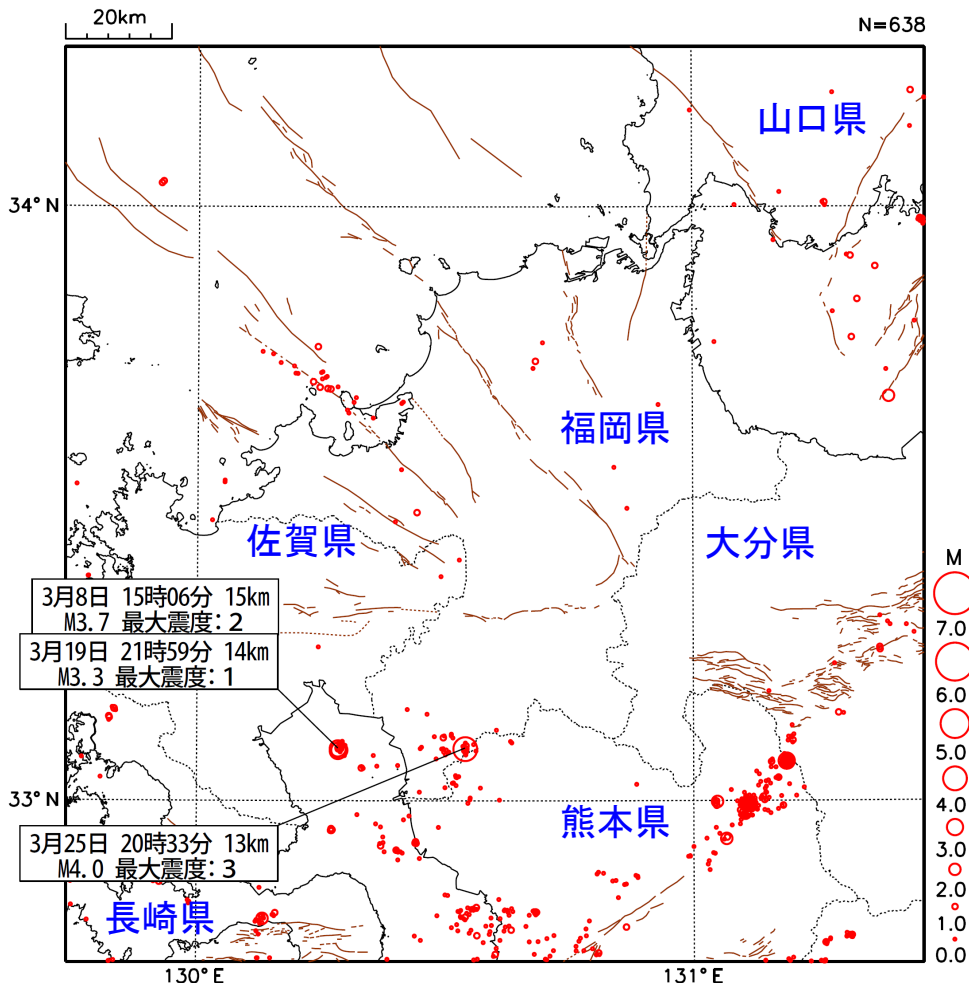 20km
N=638
山口県
34°N
福岡県
佐賀県
大分県
M
3月8日 15時06分 15km
M3.7 最大震度:2
7.0
3月19日 21時59分 14km
M3.3 最大震度:1
6.0
5.0
33°N
4.0
熊本県
3月25日 20時33分 13km
M4.0 最大震度:3
3.0
2.0
長崎県
1.0
0.0
130°E
131°E